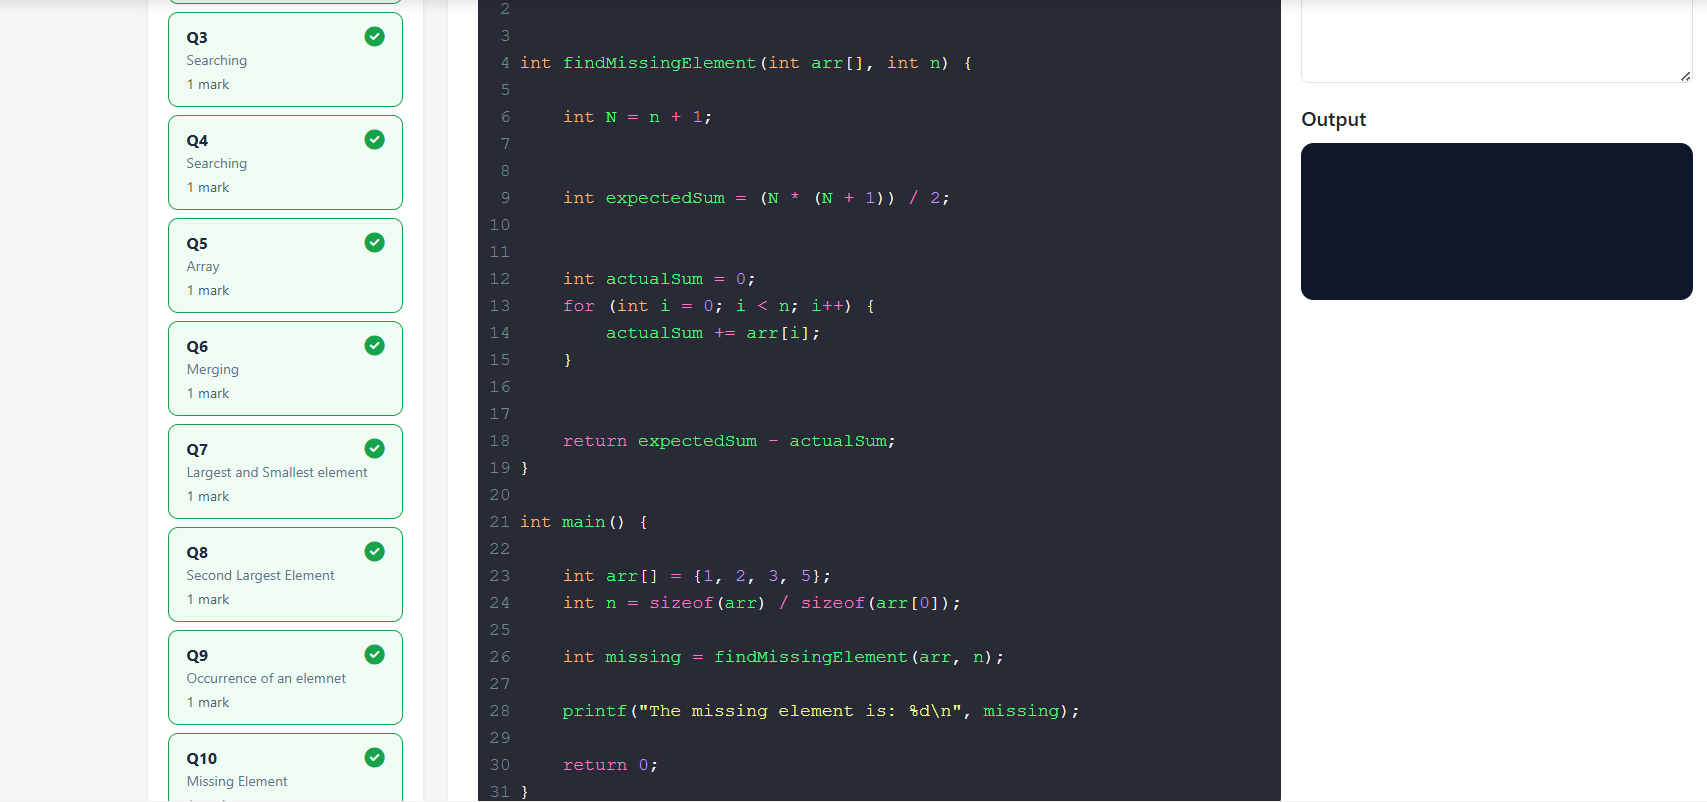 Q3
Searching
1 mark
Q4
Searching
1 mark
Q5
Array
1 mark
Q6
Merging
1 mark
Q7
Largest and Smallest element
1 mark
Q8
Second Largest Element
1 mark
Q9
Occurrence of an elemnet
1 mark
Q10
Missing Element
2
3
4 int findMissingElement(int arr[], int n) {
5
6 int N = n + 1;
7
8
9 int expectedSum = (N * (N + 1)) / 2;
10
11
12 int actualSum = 0;
13 for (int i = 0; i < n; i++) {
14 actualSum += arr[i];
15 }
16
17
18 return expectedSum - actualSum;
19 }
20
21 int main() {
22
23 int arr[] = {1, 2, 3, 5};
24 int n = sizeof(arr) / sizeof(arr[0]);
25
26 int missing = findMissingElement(arr, n);
27
28 printf("The missing element is: %d\n", missing);
29
30 return 0;
31 }
Output